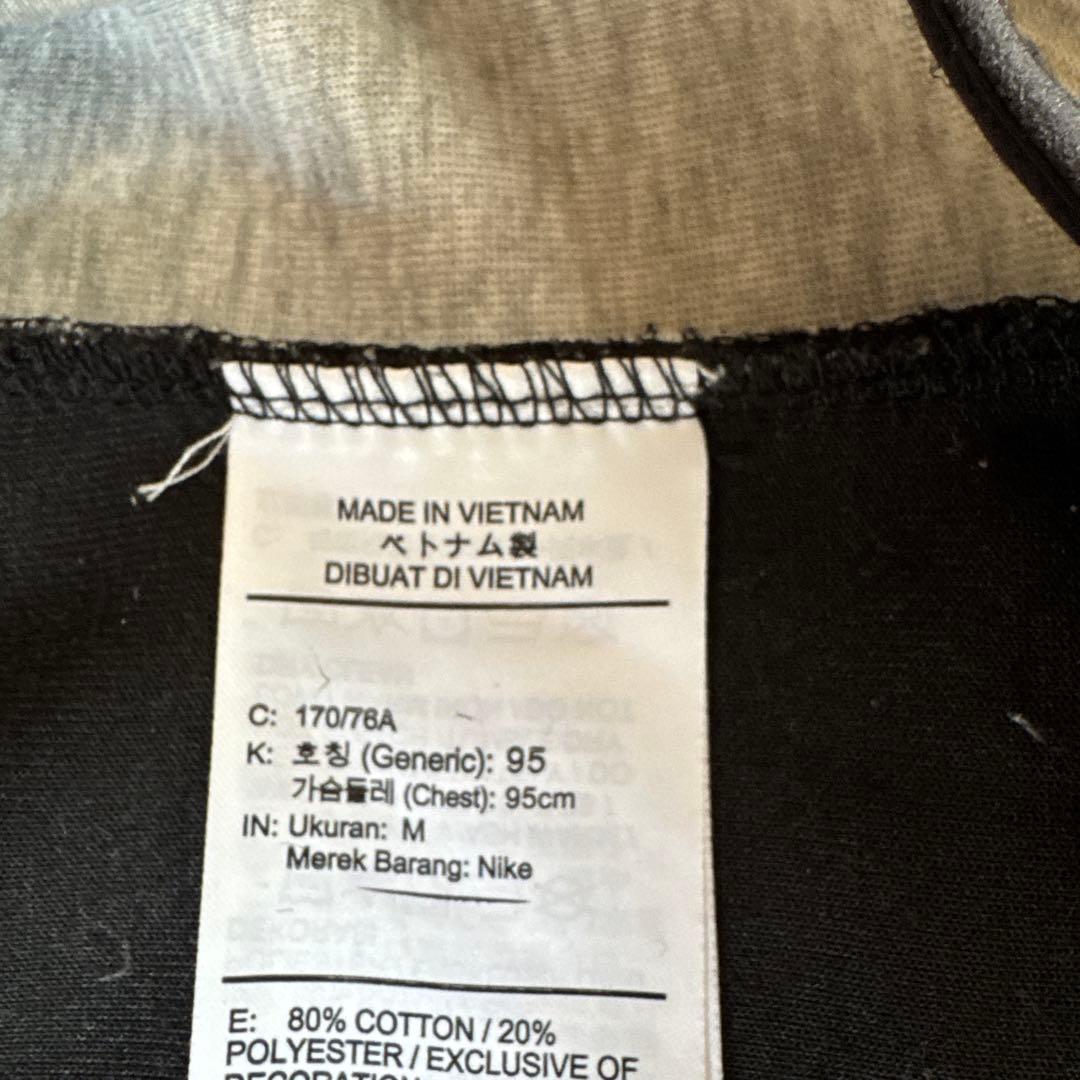 MADE IN VIETNAM
ベトナム製
DIBUAT DI VIETNAM
C: 170/76A
K: 호칭 (Generic): 95
가슴둘레 (Chest): 95cm
IN: Ukuran: M
Merek Barang: Nike
E: 80% COTTON / 20%
POLYESTER / EXCLUSIVE OF
DECORATION